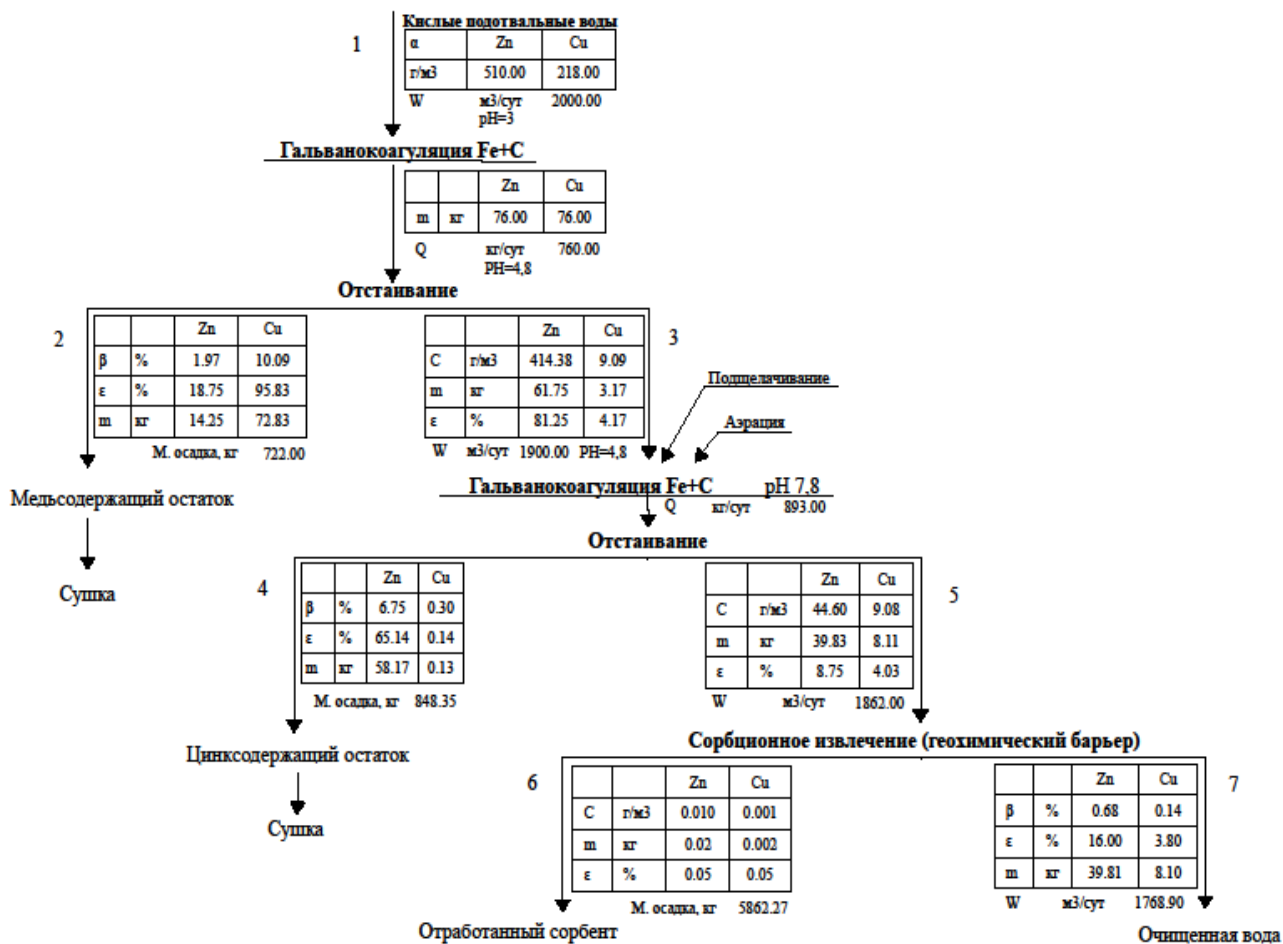 Кислые подотвальные воды
1
α Zn Cu
г/м3 510.00 218.00
W м3/сут 2000.00
pH=3
Гальванокоагуляция Fe+C
Zn Cu
m кг 76.00 76.00
Q кг/сут 760.00
PH=4,8
Отстаивание
2
Zn Cu
β % 1.97 10.09
ε % 18.75 95.83
m кг 14.25 72.83
М. осадка, кг 722.00
Медьсодержащий остаток
Сушка
3
Zn Cu
C г/м3 414.38 9.09
m кг 61.75 3.17
ε % 81.25 4.17
W м3/сут 1900.00 PH=4,8
Подщелачивание
Аэрация
Гальванокоагуляция Fe+C pH 7,8
Q кг/сут 893.00
Отстаивание
4
Zn Cu
β % 6.75 0.30
ε % 65.14 0.14
m кг 58.17 0.13
М. осадка, кг 848.35
Цинксодержащий остаток
Сушка
5
Zn Cu
C г/м3 44.60 9.08
m кг 39.83 8.11
ε % 8.75 4.03
W м3/сут 1862.00
Сорбционное извлечение (геохимический барьер)
6
Zn Cu
C г/м3 0.010 0.001
m кг 0.02 0.002
ε % 0.05 0.05
М. осадка, кг 5862.27
Отработанный сорбент
7
Zn Cu
β % 0.68 0.14
ε % 16.00 3.80
m кг 39.81 8.10
W м3/сут 1768.90
Очищенная вода